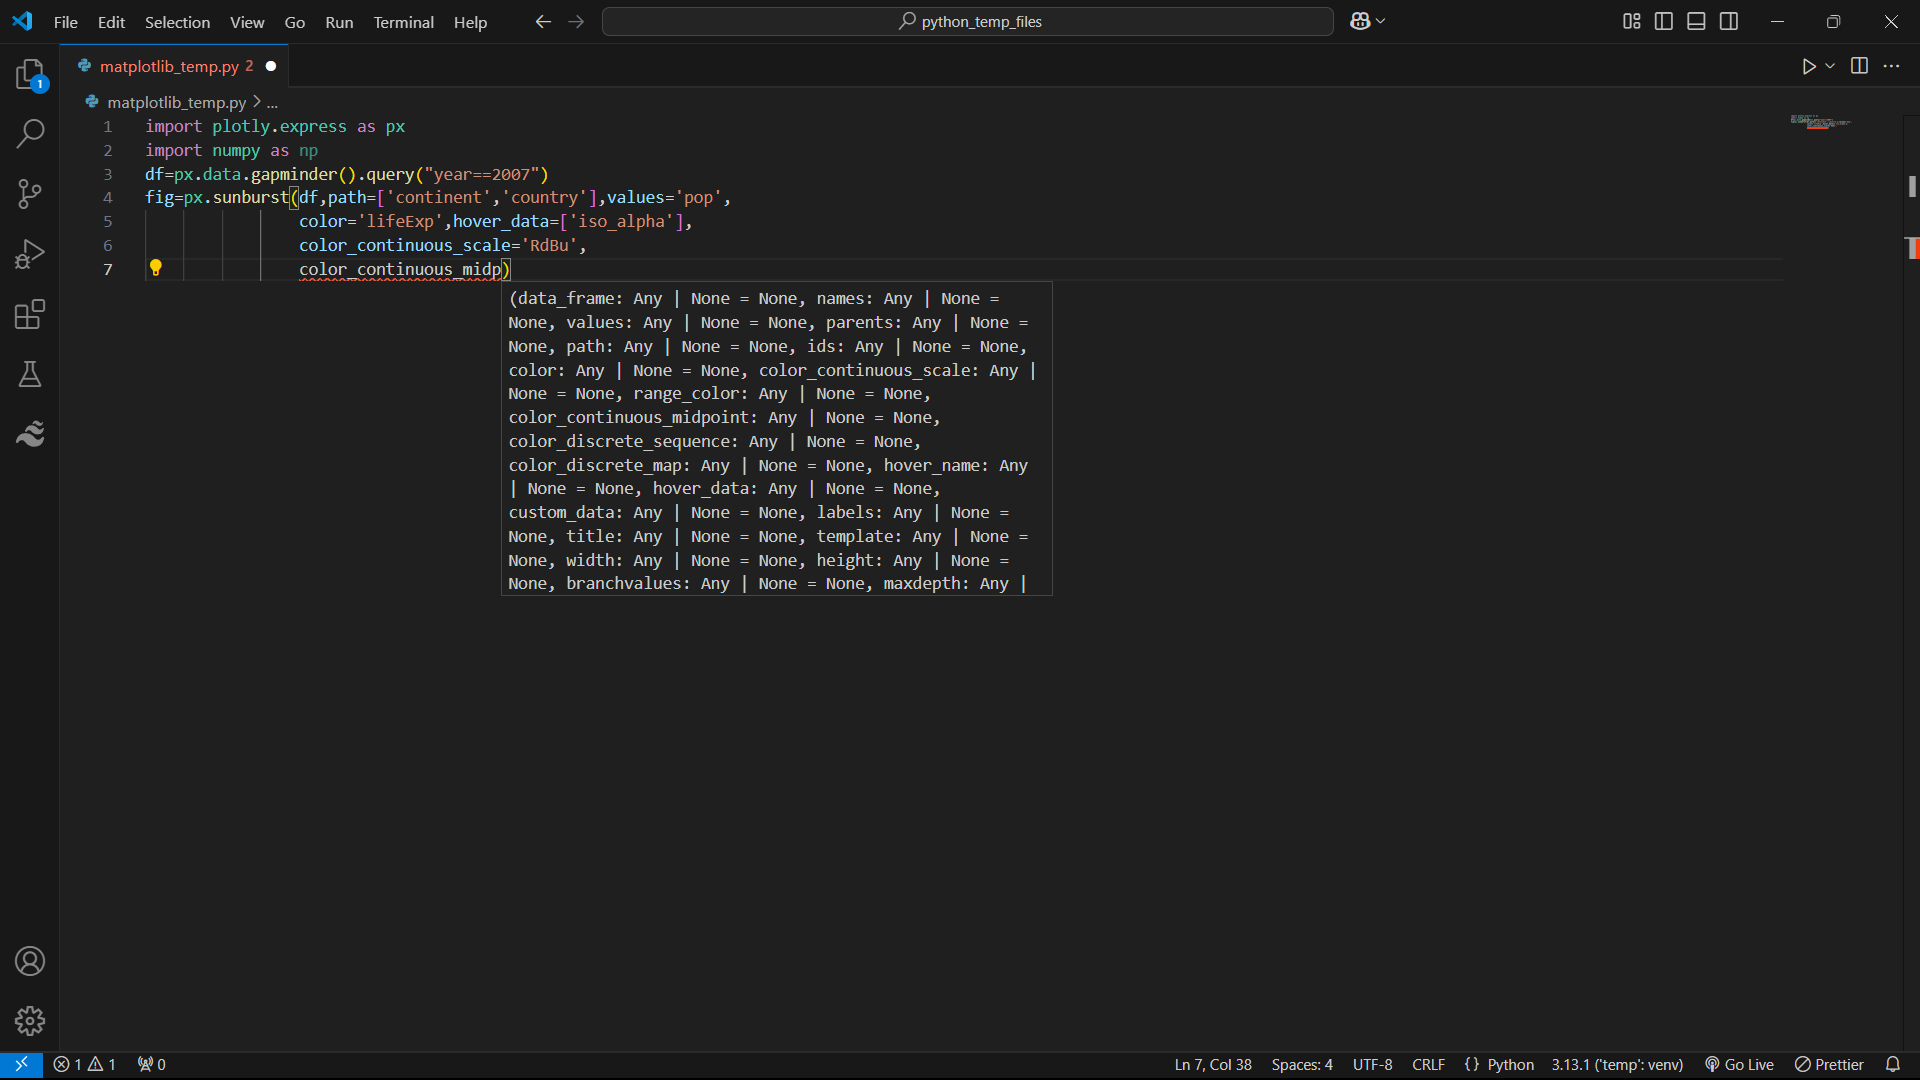 File Edit Selection View Go Run Terminal Help
python_temp_files
matplotlib_temp.py 2
1
matplotlib_temp.py > ...
1 import plotly.express as px
2 import numpy as np
3 df=px.data.gapminder().query("year==2007")
4 fig=px.sunburst(df,path=['continent','country'],values='pop',
5 color='lifeExp',hover_data=['iso_alpha'],
6 color_continuous_scale='RdBu',
7 color_continuous_midp)
(data_frame: Any | None = None, names: Any | None =
None, values: Any | None = None, parents: Any | None =
None, path: Any | None = None, ids: Any | None = None,
color: Any | None = None, color_continuous_scale: Any |
None = None, range_color: Any | None = None,
color_continuous_midpoint: Any | None = None,
color_discrete_sequence: Any | None = None,
color_discrete_map: Any | None = None, hover_name: Any
| None = None, hover_data: Any | None = None,
custom_data: Any | None = None, labels: Any | None =
None, title: Any | None = None, template: Any | None =
None, width: Any | None = None, height: Any | None =
None, branchvalues: Any | None = None, maxdepth: Any |
1 1 0 Ln 7, Col 38 Spaces: 4 UTF-8 CRLF {} Python 3.13.1 ('temp': venv) Go Live Prettier